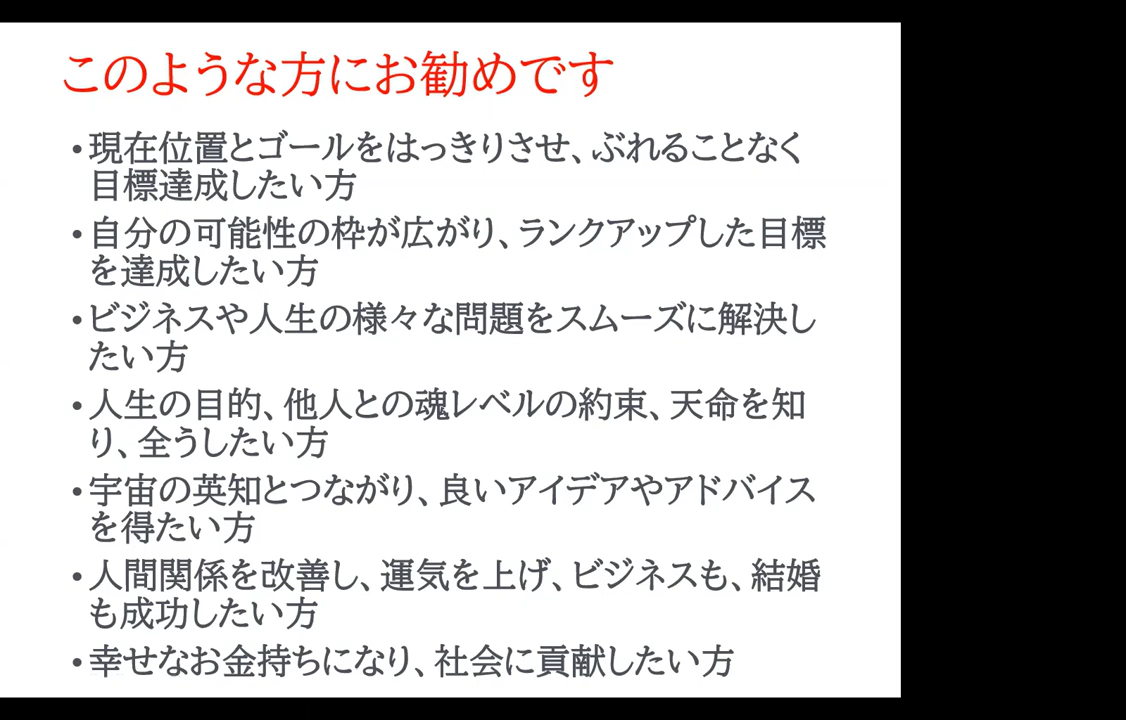 このような方にお勧めです
•現在位置とゴールをはっきりさせ、ぶれることなく
目標達成したい方
•自分の可能性の枠が広がり、ランクアップした目標
を達成したい方
•ビジネスや人生の様々な問題をスムーズに解決し
たい方
•人生の目的、他人との魂レベルの約束、天命を知
り、全うしたい方
•宇宙の英知とつながり、良いアイデアやアドバイス
を得たい方
•人間関係を改善し、運気を上げ、ビジネスも、結婚
も成功したい方
•幸せなお金持ちになり、社会に貢献したい方